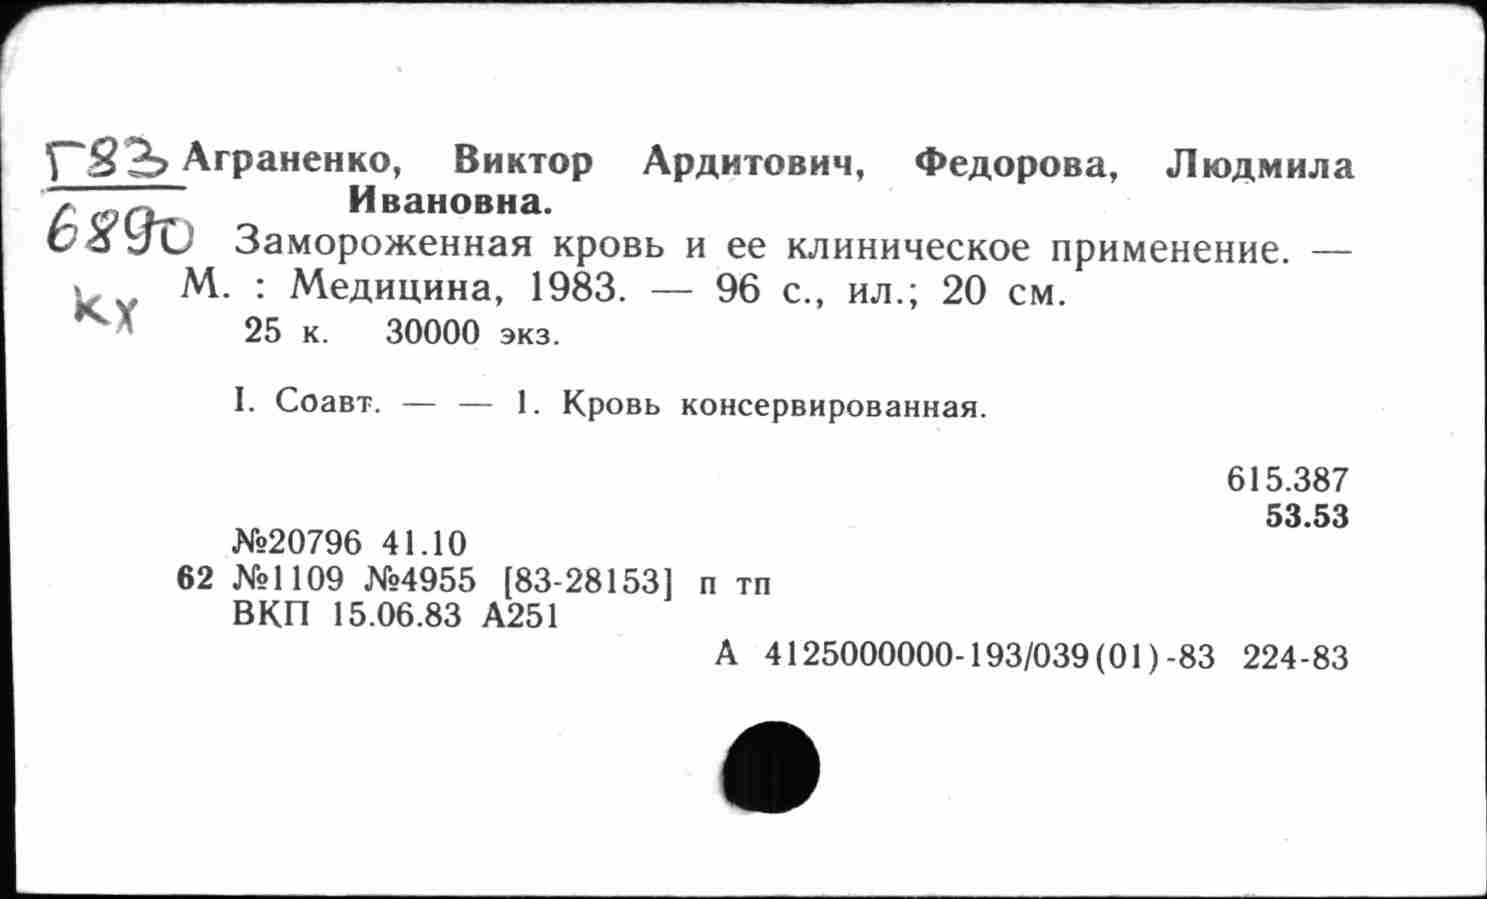 Г83 Аграненко, Виктор Ардитович, Федорова, Людмила
Ивановна.
6890 Замороженная кровь и ее клиническое применение. —
М. : Медицина, 1983. — 96 с., ил.; 20 см.
кх
25 к. 30000 экз.
I. Соавт. — — 1. Кровь консервированная.
615.387
53.53
№20796 41.10
62 №1109 №4955 [83-28153] п тп
ВКП 15.06.83 А251
А 4125000000-193/039(01)-83 224-83